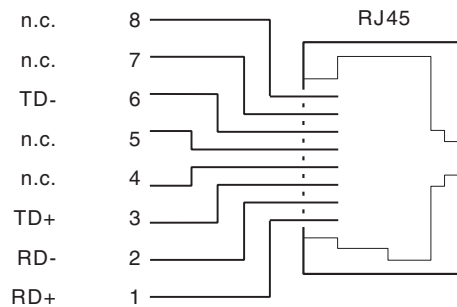 RJ45
n.c. 8
n.c. 7
TD- 6
n.c. 5
n.c. 4
TD+ 3
RD- 2
RD+ 1